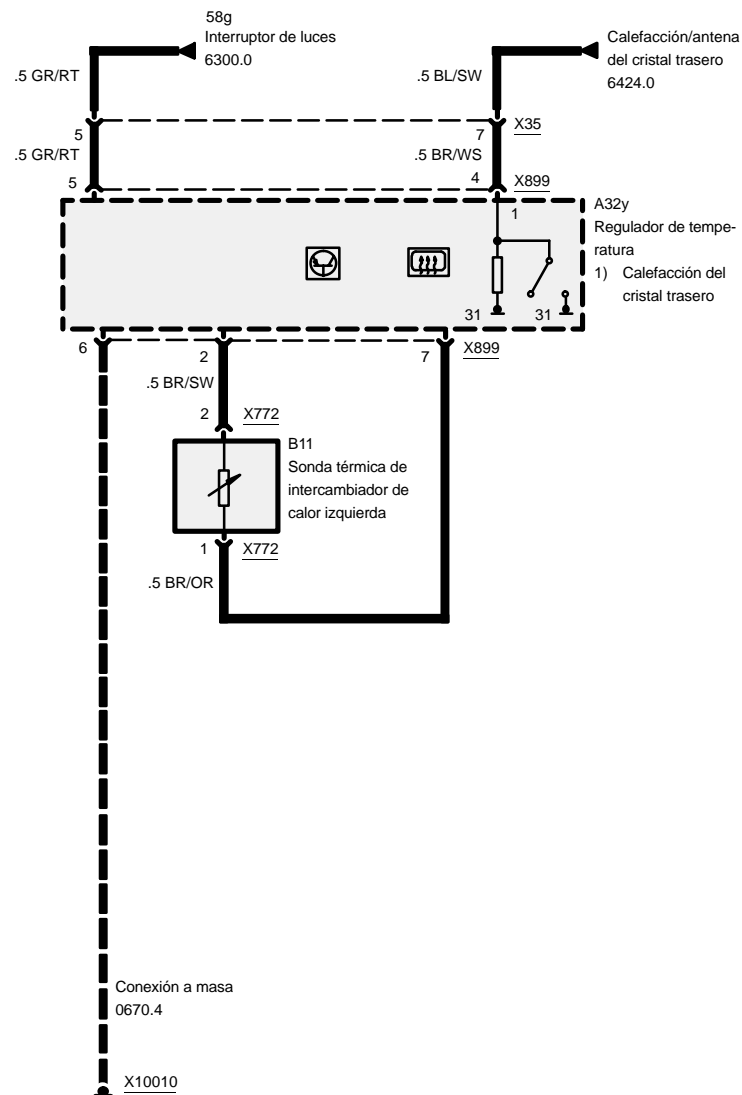 58g
Interruptor de luces
6300.0
Calefacción/antena
del cristal trasero
6424.0
.5 GR/RT
.5 BL/SW
5
7
X35
.5 GR/RT
.5 BR/WS
5
4
X899
1
A32y
Regulador de tempe-
ratura
1) Calefacción del
cristal trasero
31
31
6
2
7
X899
.5 BR/SW
2
X772
B11
Sonda térmica de
intercambiador de
calor izquierda
1
X772
.5 BR/OR
Conexión a masa
0670.4
X10010